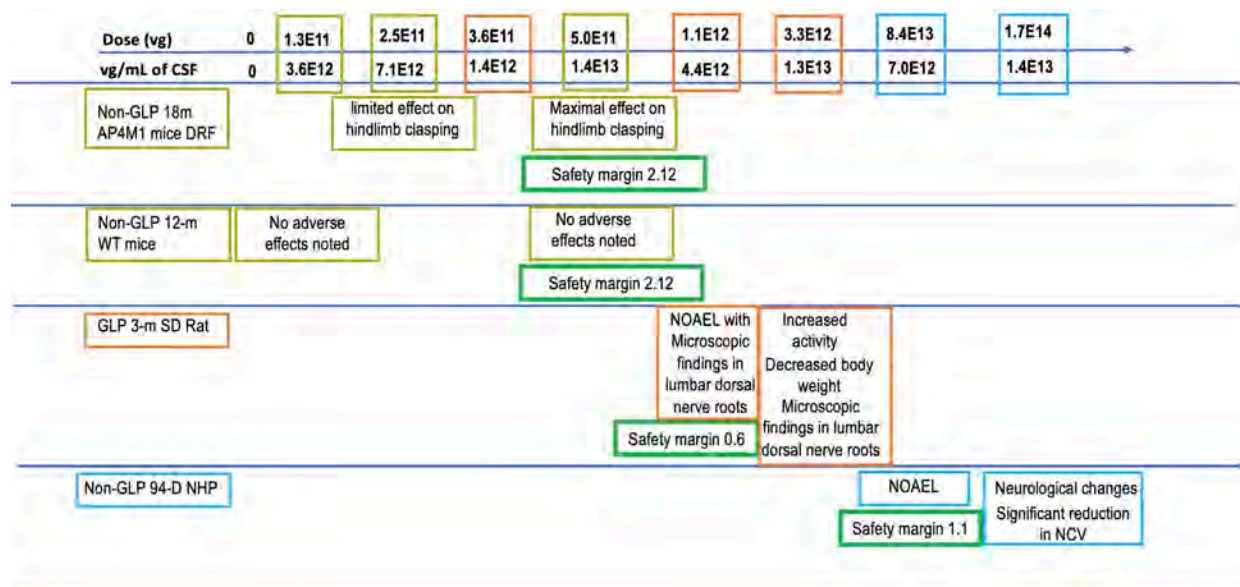 Dose (vg) 0 1.3E11 2.5E11 3.6E11 5.0E11 1.1E12 3.3E12 8.4E13 1.7E14
vg/mL of CSF 0 3.6E12 7.1E12 1.4E12 1.4E13 4.4E12 1.3E13 7.0E12 1.4E13
Non-GLP 18m
AP4M1 mice DRF
limited effect on
hindlimb clasping
Maximal effect on
hindlimb clasping
Safety margin 2.12
Non-GLP 12-m
WT mice
No adverse
effects noted
No adverse
effects noted
Safety margin 2.12
GLP 3-m SD Rat
NOAEL with
Microscopic
findings in
lumbar dorsal
nerve roots
Safety margin 0.6
Increased
activity
Decreased body
weight
Microscopic
findings in lumbar
dorsal nerve roots
Non-GLP 94-D NHP
NOAEL
Safety margin 1.1
Neurological changes
Significant reduction
in NCV